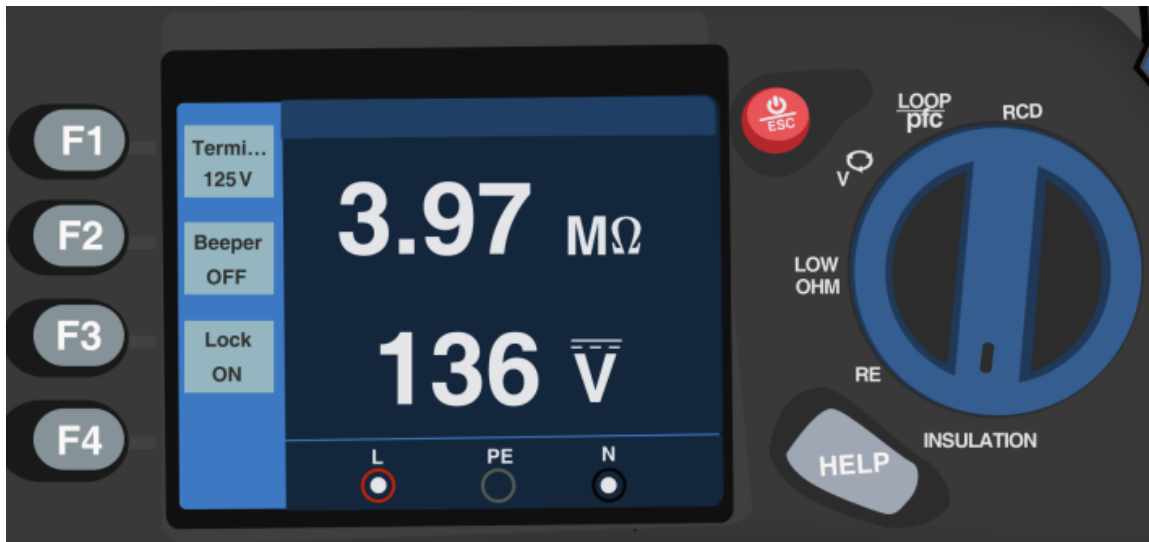 F1
F2
F3
F4
Termi...
125 V
Beeper
OFF
Lock
ON
3.97 MΩ
136 V
L PE N
ESC
LOOP
pfc
RCD
V
LOW
OHM
RE
INSULATION
HELP